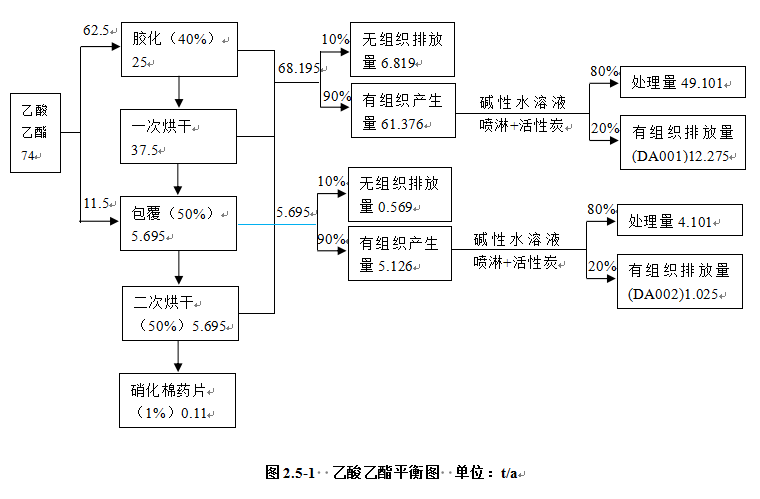 62.5
胶化（40%）
25
乙酸
乙酯
74
一次烘干
37.5
11.5
包覆（50%）
5.695
二次烘干
（50%）5.695
硝化棉药片
（1%）0.11
68.195
10%
无组织排放
量 6.819
90%
有组织产生
量 61.376
碱性水溶液
喷淋+活性炭
80%
处理量 49.101
20%
有组织排放量
(DA001)12.275
5.695
10%
无组织排放
量 0.569
90%
有组织产生
量 5.126
碱性水溶液
喷淋+活性炭
80%
处理量 4.101
20%
有组织排放量
(DA002)1.025
图 2.5-1··乙酸乙酯平衡图··单位：t/a